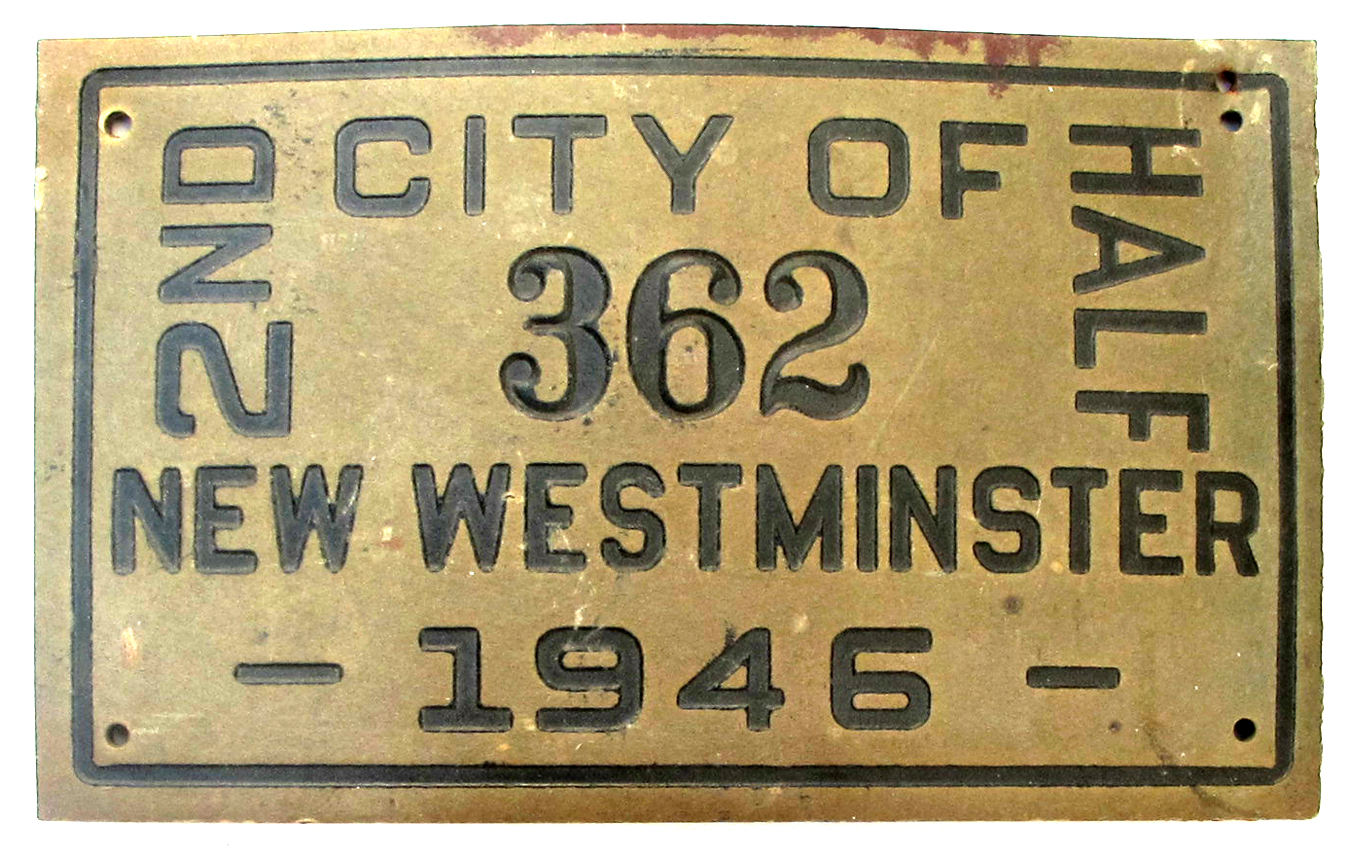 2ND
CITY OF
HALF
362
NEW WESTMINSTER
- 1946 -